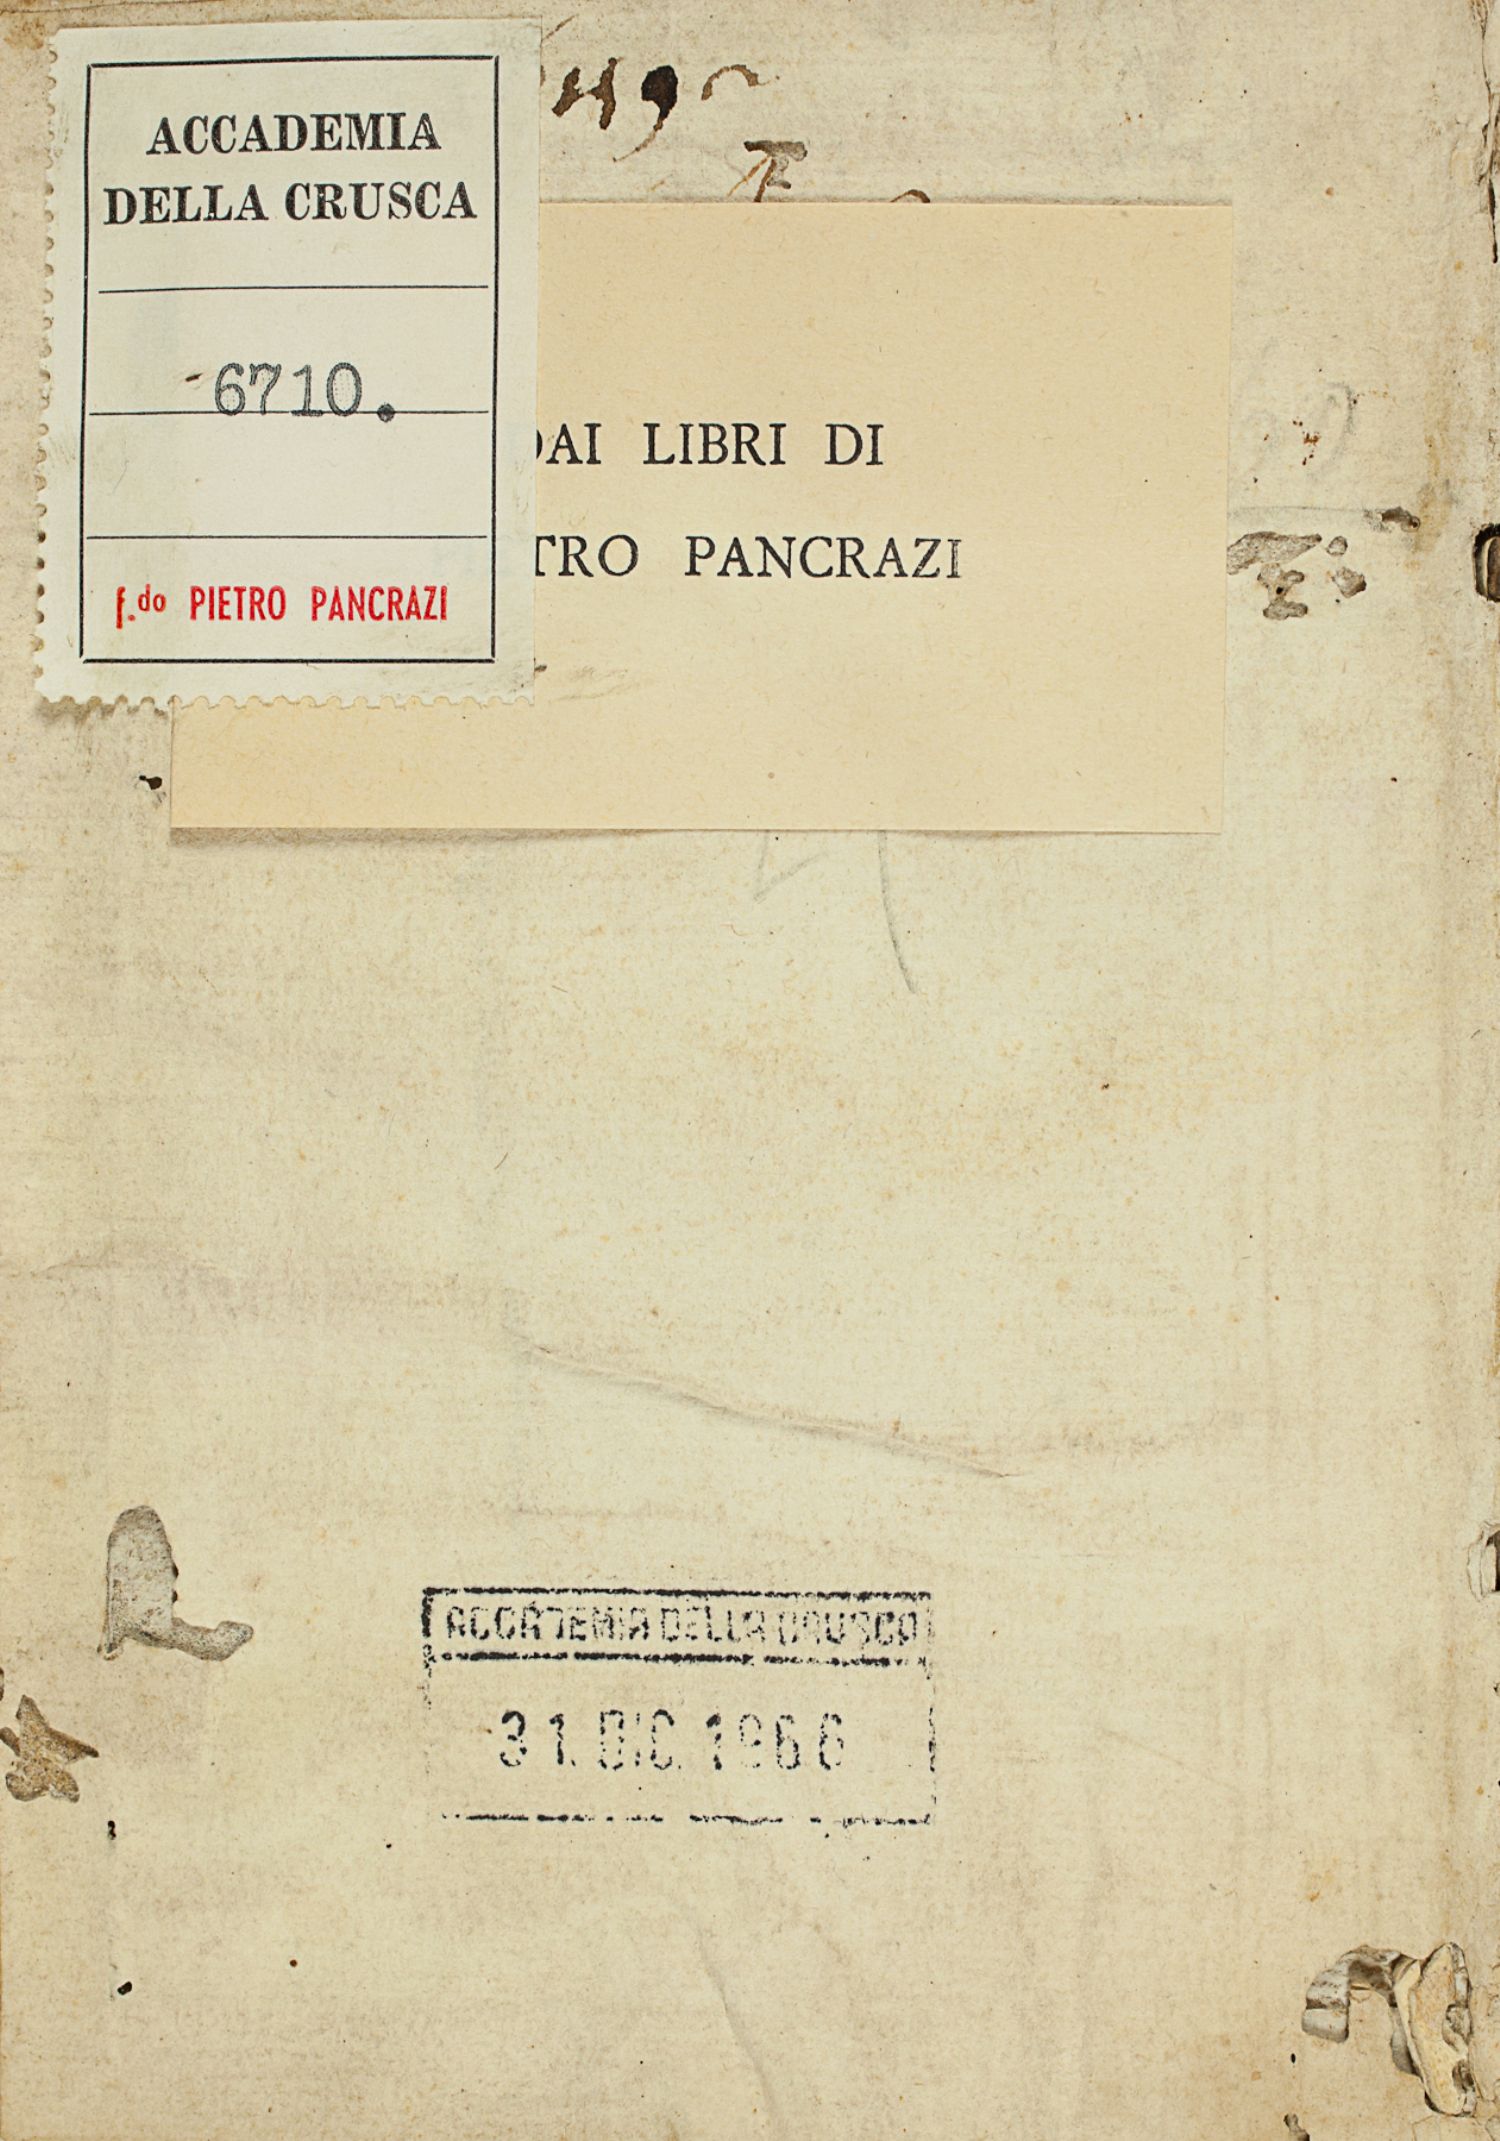 ACCADEMIA
DELLA CRUSCA
6710.
f.do PIETRO PANCRAZI
DAI LIBRI DI
TRO PANCRAZI
ACCADEMIA DELLA CRUSCA
31. DIC. 1966